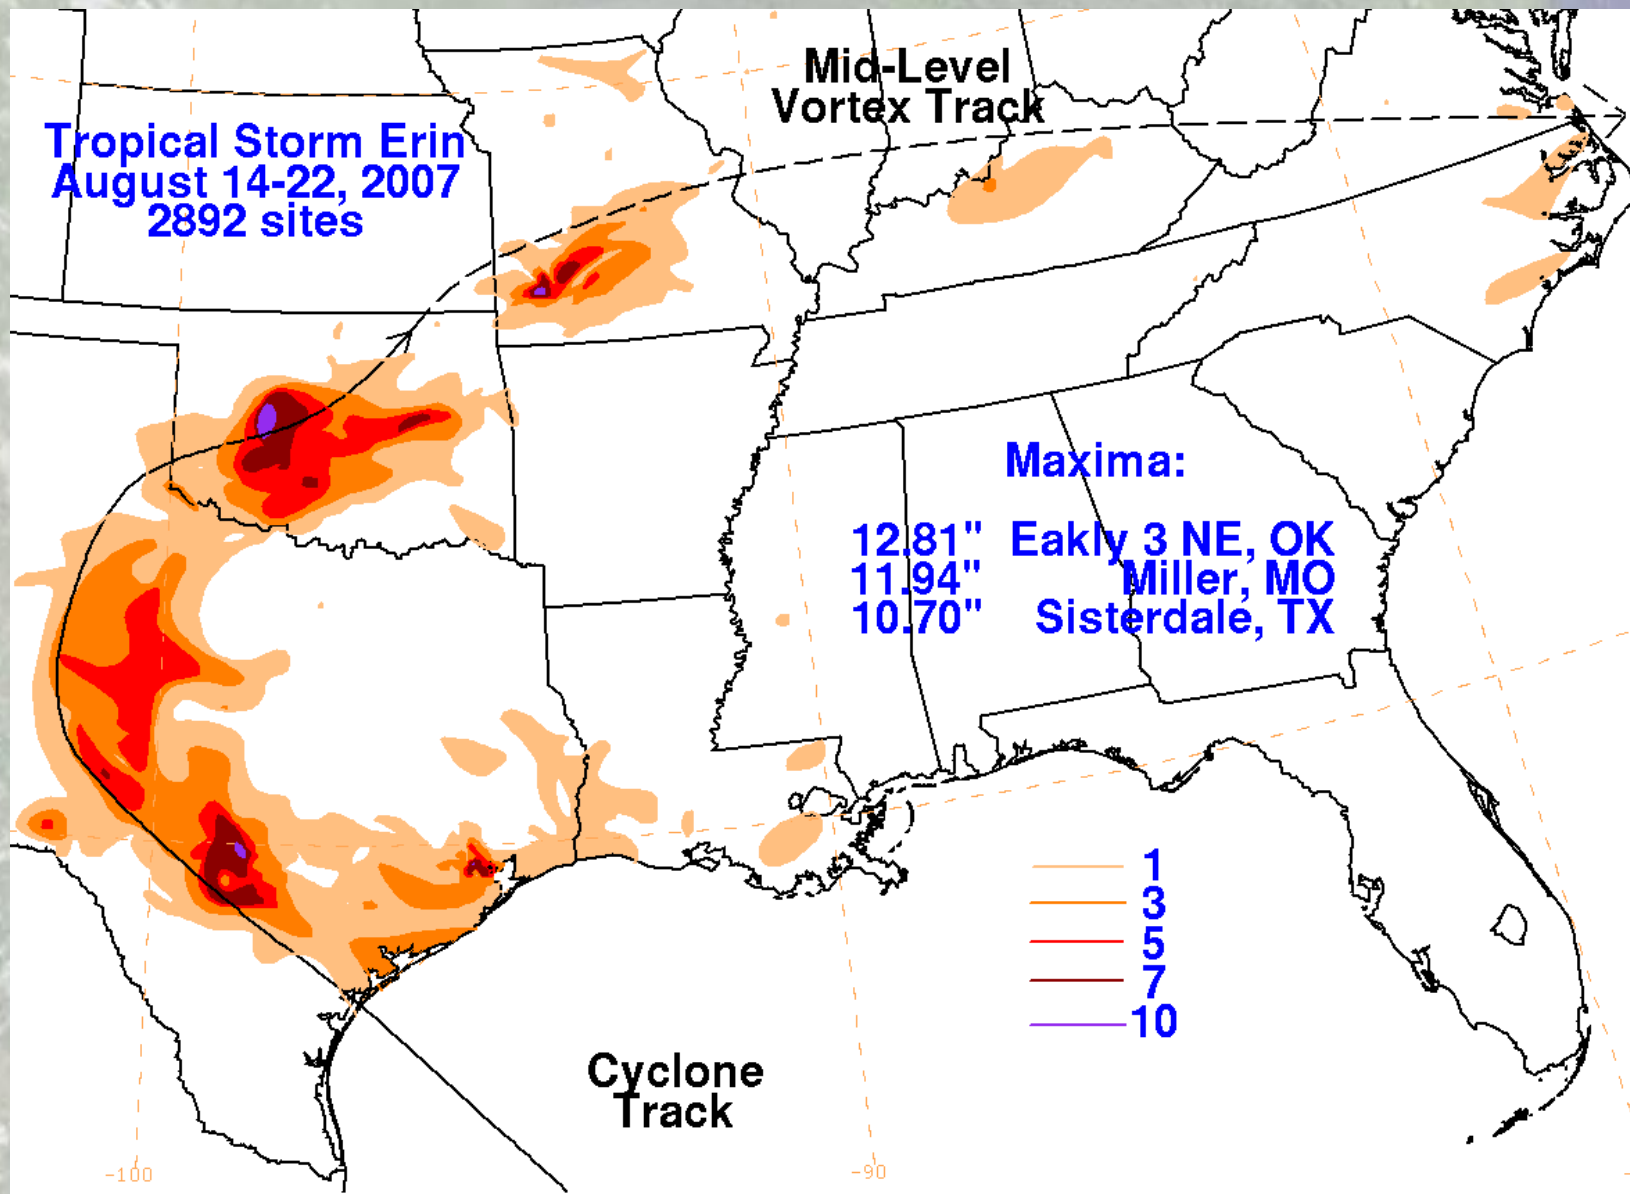 Mid-Level
Vortex Track
Tropical Storm Erin
August 14-22, 2007
2892 sites
Maxima:
12.81" Eakly 3 NE, OK
11.94" Miller, MO
10.70" Sisterdale, TX
1
3
5
7
10
Cyclone
Track
-100
-90